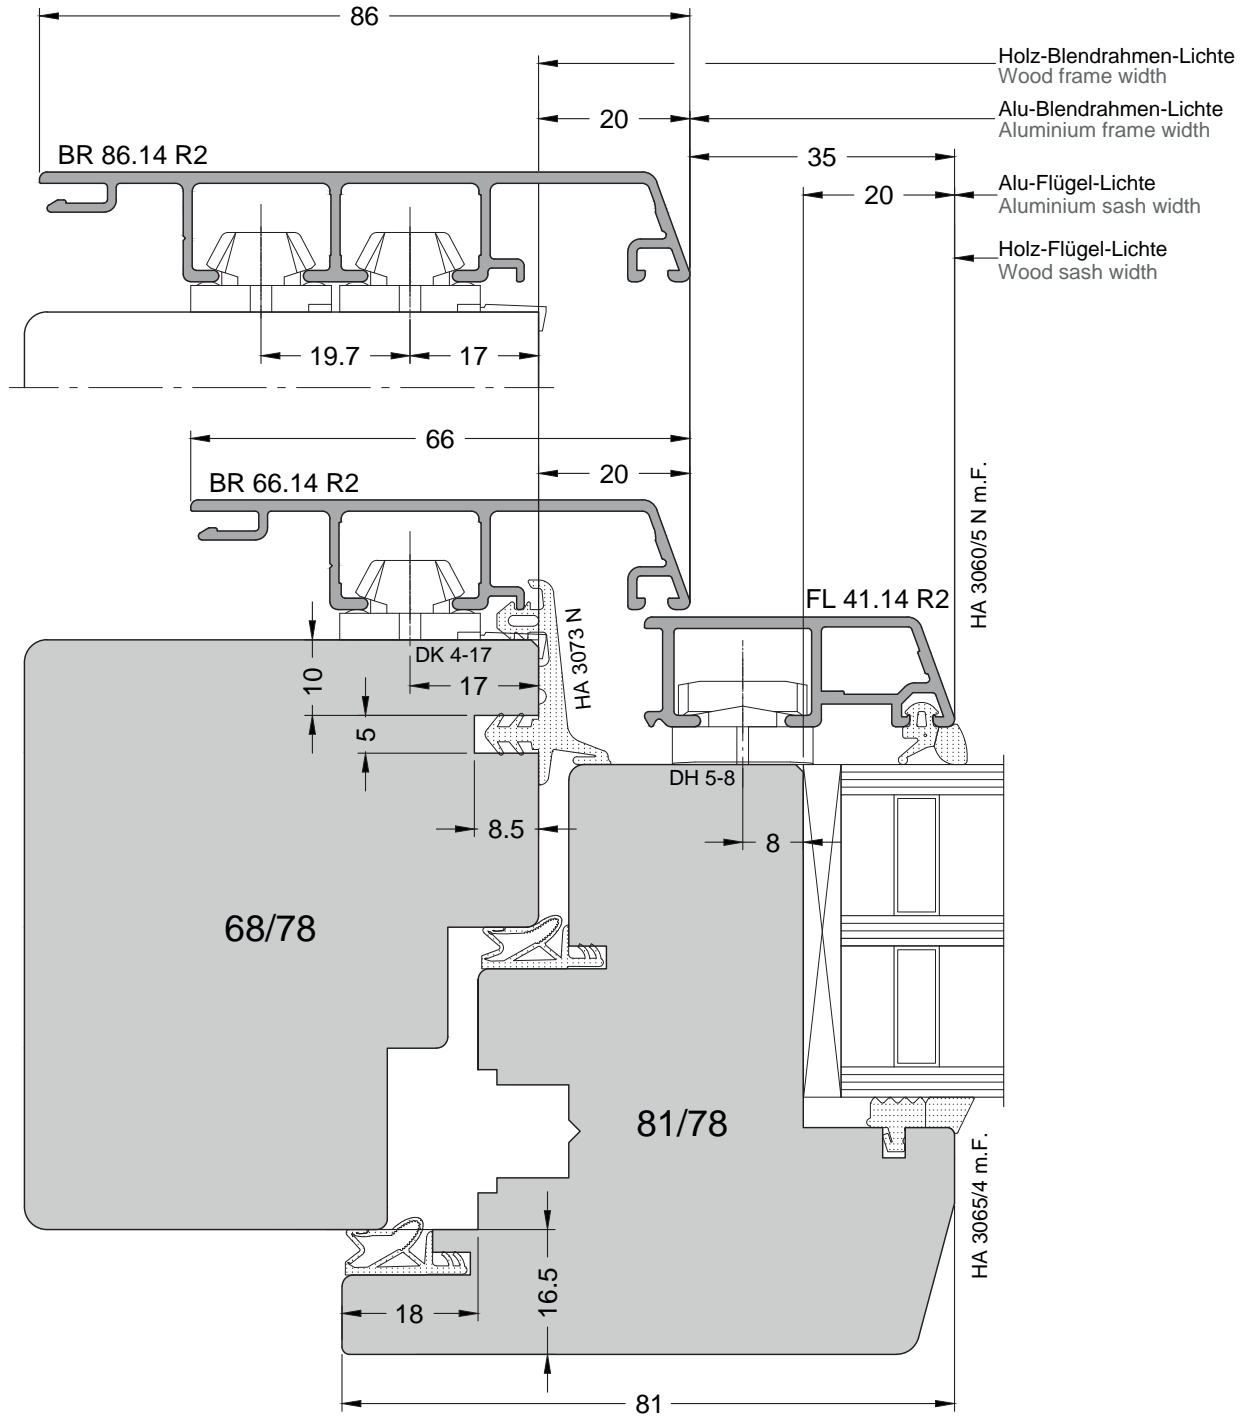 86
Holz-Blendrahmen-Lichte
Wood frame width
20
Alu-Blendrahmen-Lichte
Aluminium frame width
BR 86.14 R2
35
20
Alu-Flügel-Lichte
Aluminium sash width
Holz-Flügel-Lichte
Wood sash width
19.7
17
66
20
BR 66.14 R2
HA 3060/5 N m.F.
FL 41.14 R2
HA 3073 N
DK 4-17
10
17
5
DH 5-8
8.5
8
68/78
81/78
HA 3065/4 m.F.
16.5
18
81